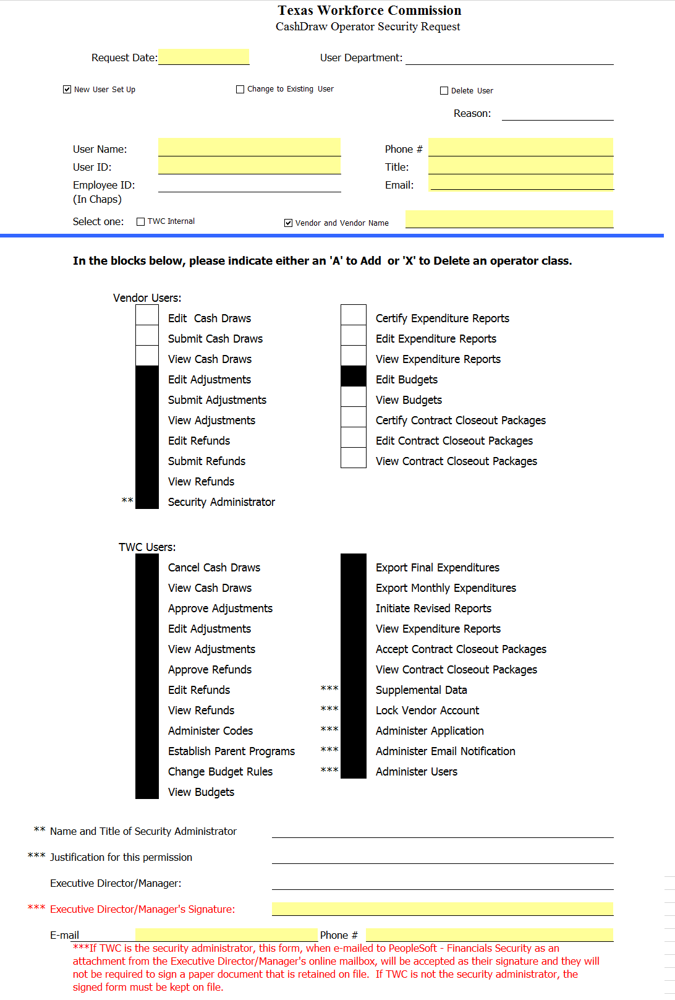 Texas Workforce Commission
CashDraw Operator Security Request
Request Date: User Department:
New User Set Up Change to Existing User Delete User
Reason:
User Name: Phone #
User ID: Title:
Employee ID: Email:
(In Chaps)
Select one: TWC Internal Vendor and Vendor Name
In the blocks below, please indicate either an 'A' to Add or 'X' to Delete an operator class.
Vendor Users:
Edit Cash Draws Certify Expenditure Reports
Submit Cash Draws Edit Expenditure Reports
View Cash Draws View Expenditure Reports
Edit Adjustments Edit Budgets
Submit Adjustments View Budgets
View Adjustments Certify Contract Closeout Packages
Edit Refunds Edit Contract Closeout Packages
Submit Refunds View Contract Closeout Packages
View Refunds
** Security Administrator
TWC Users:
Cancel Cash Draws Export Final Expenditures
View Cash Draws Export Monthly Expenditures
Approve Adjustments Initiate Revised Reports
Edit Adjustments View Expenditure Reports
View Adjustments Accept Contract Closeout Packages
Approve Refunds View Contract Closeout Packages
Edit Refunds *** Supplemental Data
View Refunds *** Lock Vendor Account
Administer Codes *** Administer Application
Establish Parent Programs *** Administer Email Notification
Change Budget Rules *** Administer Users
View Budgets
** Name and Title of Security Administrator
*** Justification for this permission
Executive Director/Manager:
*** Executive Director/Manager's Signature:
E-mail Phone #
***If TWC is the security administrator, this form, when e-mailed to PeopleSoft - Financials Security as an
attachment from the Executive Director/Manager's online mailbox, will be accepted as their signature and they will
not be required to sign a paper document that is retained on file. If TWC is not the security administrator, the
signed form must be kept on file.